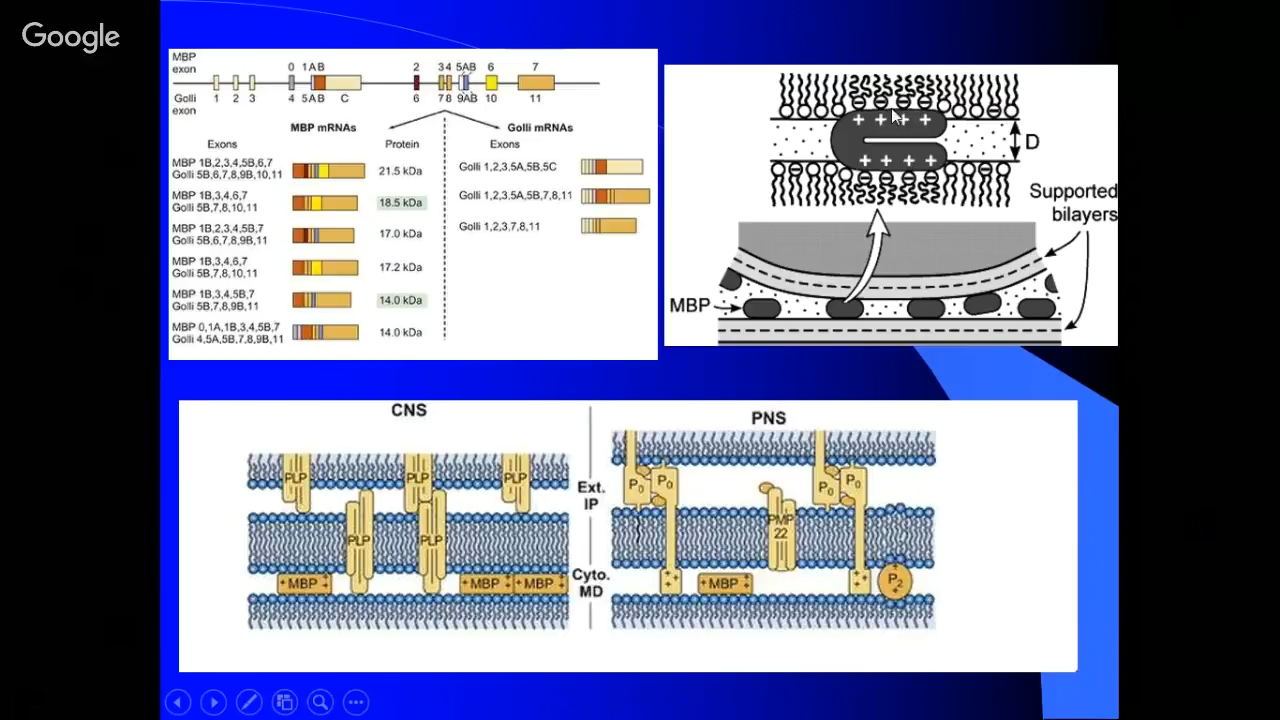 Google
MBP exon
0 1AB 2 3 4 5AB 6 7
Golli exon
1 2 3 4 5AB C 6 7 8 9AB 10 11
MBP mRNAs
Golli mRNAs
Exons
Protein
Exons
MBP 1B,2,3,4,5B,6,7
Golli 5B,6,7,8,9B,10,11
21.5 kDa
MBP 1B,3,4,6,7
Golli 5B,7,8,10,11
18.5 kDa
MBP 1B,2,3,4,5B,7
Golli 5B,6,7,8,9B,11
17.0 kDa
MBP 1B,3,4,6,7
Golli 5B,7,8,10,11
17.2 kDa
MBP 1B,3,4,5B,7
Golli 5B,7,8,9B,11
14.0 kDa
MBP 0,1A,1B,3,4,5B,7
Golli 4,5A,5B,7,8,9B,11
14.0 kDa
Golli 1,2,3.5A,5B,5C
Golli 1,2,3.5A,5B,7,8,11
Golli 1,2,3.7,8,11
+ + + +
+ + + +
D
Supported
bilayers
MBP
CNS
PNS
PLP PLP PLP
PLP PLP
MBP MBP MBP
Ext.
IP
Cyto.
MD
P0 P0 P0 P0
PMP
22
MBP
P2